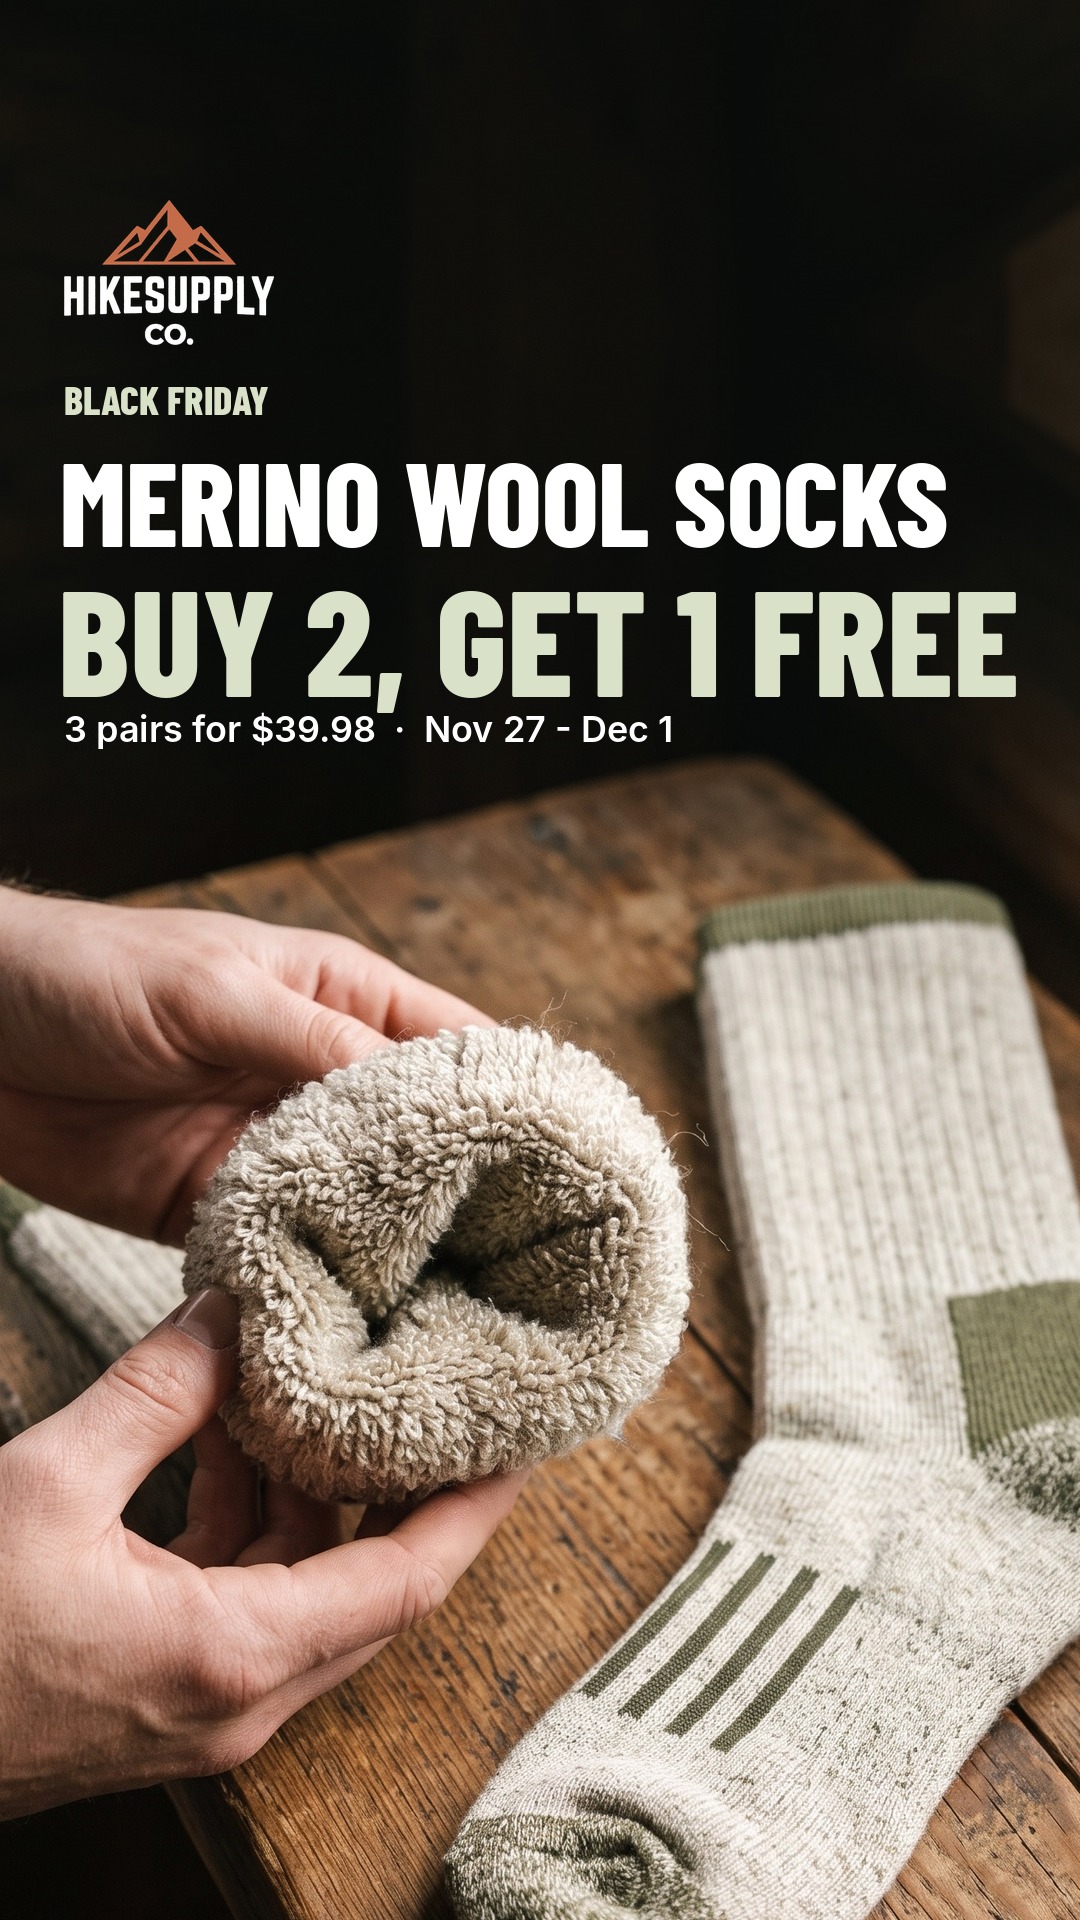 HIKESUPPLY
CO.
BLACK FRIDAY
MERINO WOOL SOCKS
BUY 2, GET 1 FREE
3 pairs for $39.98 · Nov 27 - Dec 1